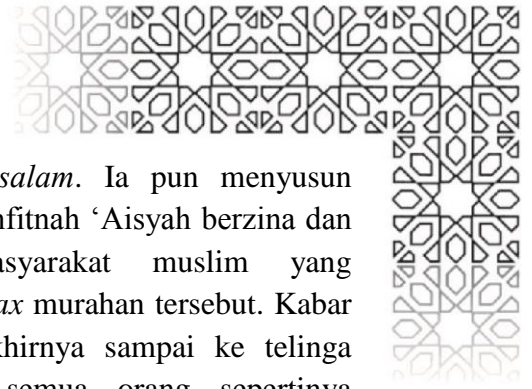 salam. Ia pun menyusun
nfitnah ‘Aisyah berzina dan
asyarakat muslim yang
ax murahan tersebut. Kabar
khirnya sampai ke telinga
semua orang sepertinya